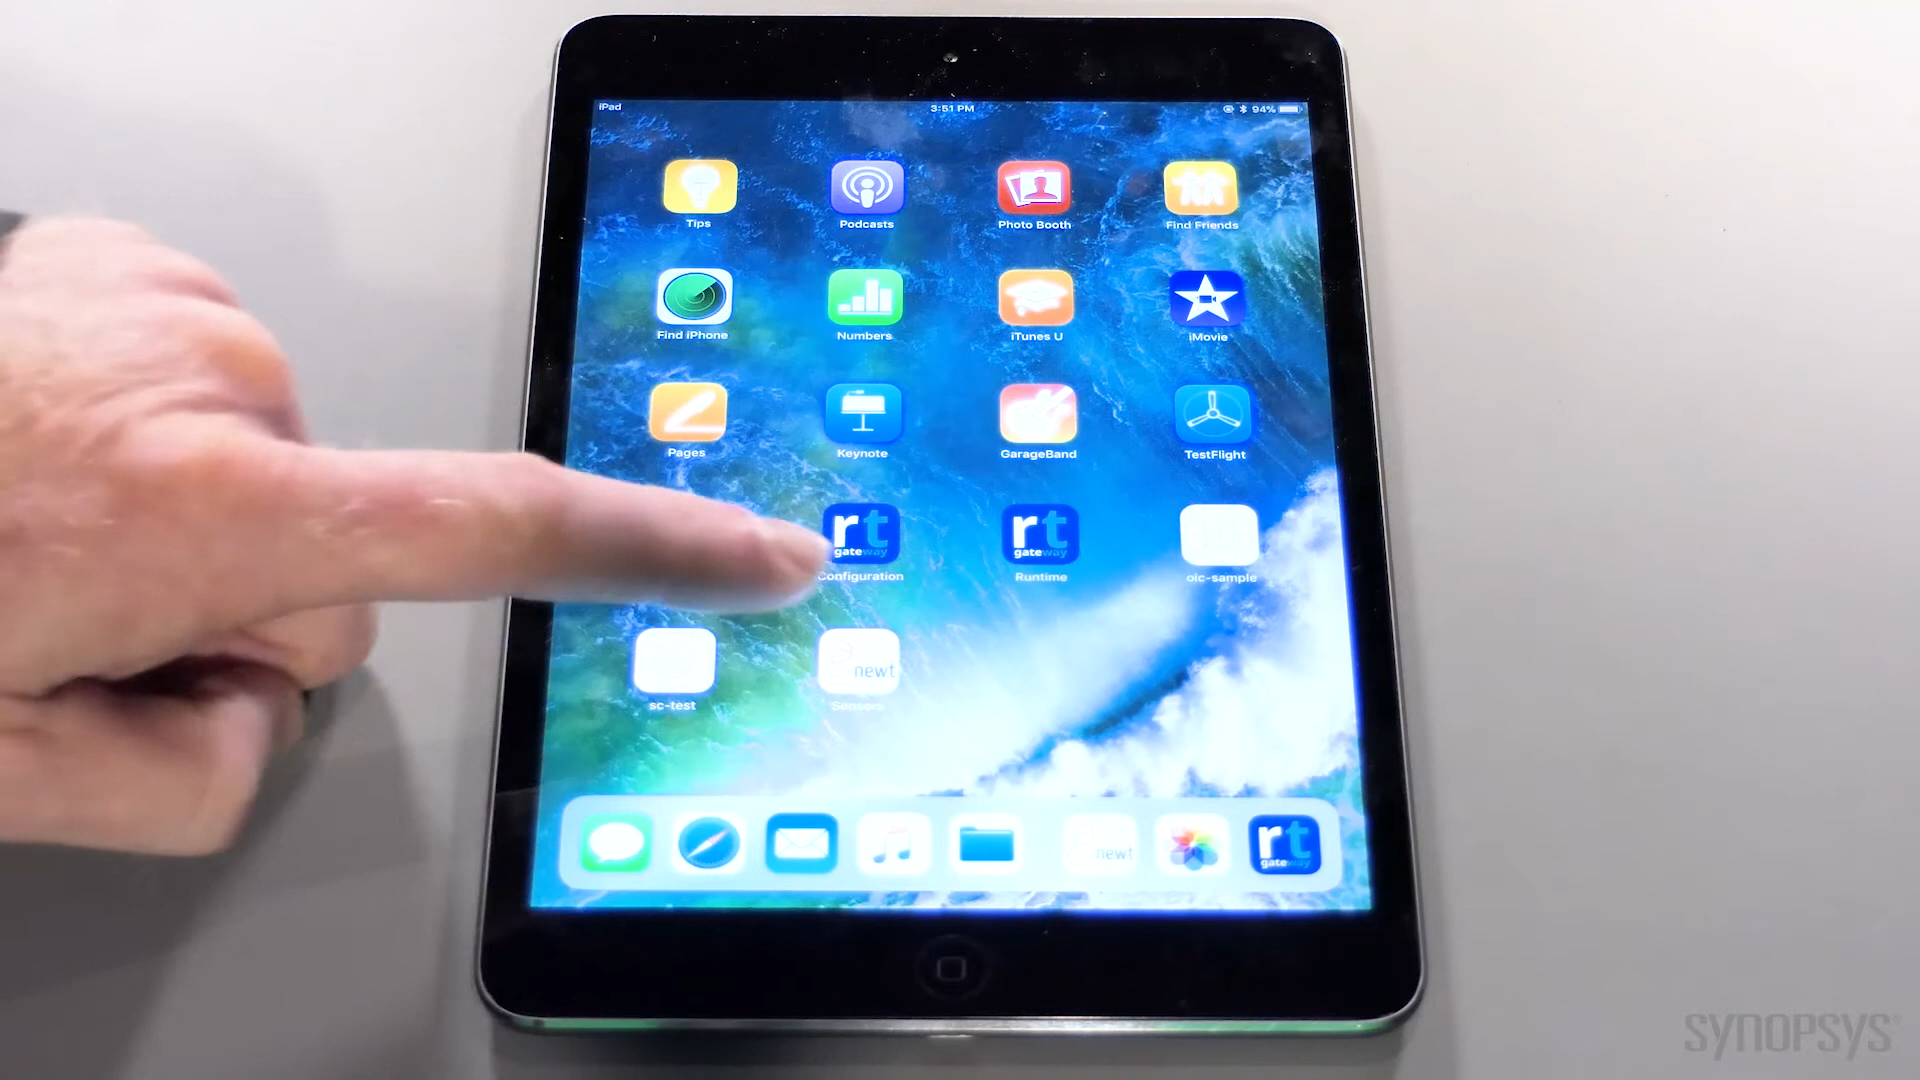 iPad 3:51 PM 94%
Tips Podcasts Photo Booth Find Friends
Find iPhone Numbers iTunes U iMovie
Pages Keynote GarageBand TestFlight
rt rt
gateway gateway
Configuration Runtime oic-sample
newt
sc-test Sensors
newt rt
gateway
SYNOPSYS®